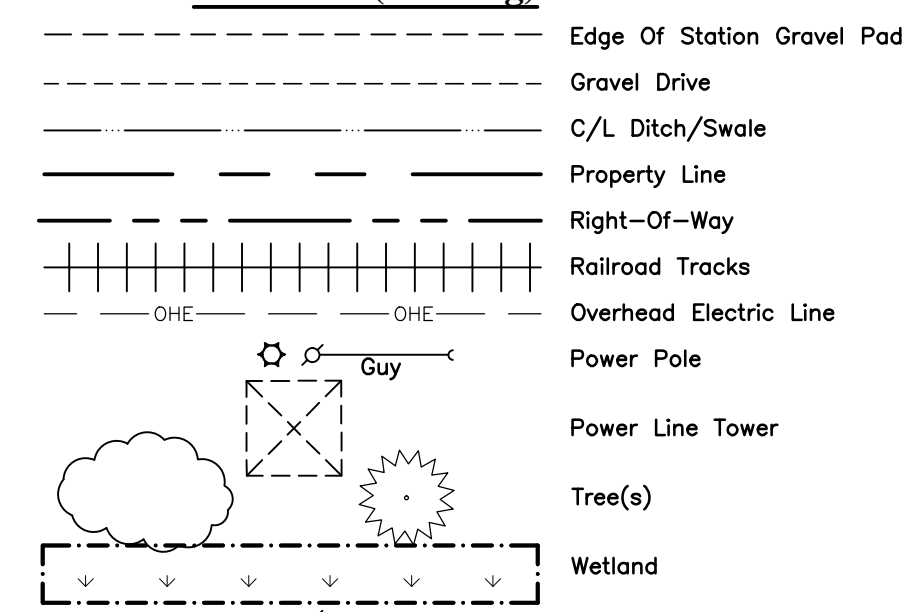 Edge Of Station Gravel Pad
Gravel Drive
C/L Ditch/Swale
Property Line
Right-Of-Way
Railroad Tracks
OHE OHE Overhead Electric Line
Guy Power Pole
Power Line Tower
Tree(s)
Wetland